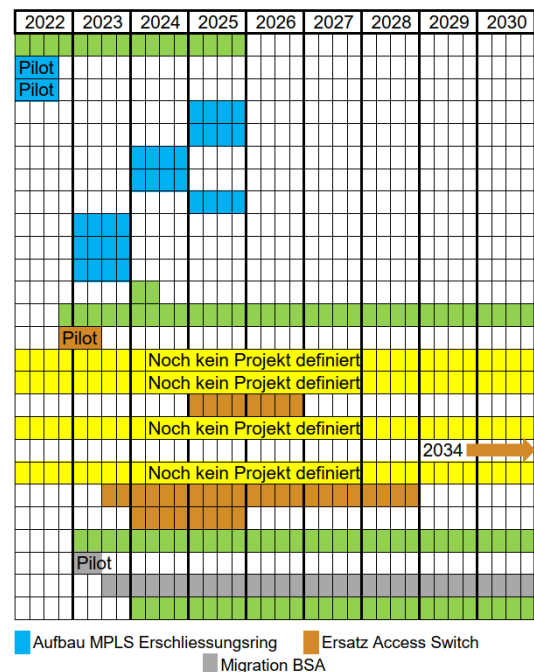 2022 2023 2024 2025 2026 2027 2028 2029 2030
Pilot
Pilot
Pilot
Noch kein Projekt definiert
Noch kein Projekt definiert
Noch kein Projekt definiert
2034
Noch kein Projekt definiert
Pilot
Aufbau MPLS Erschliessungsring Ersatz Access Switch
Migration BSA